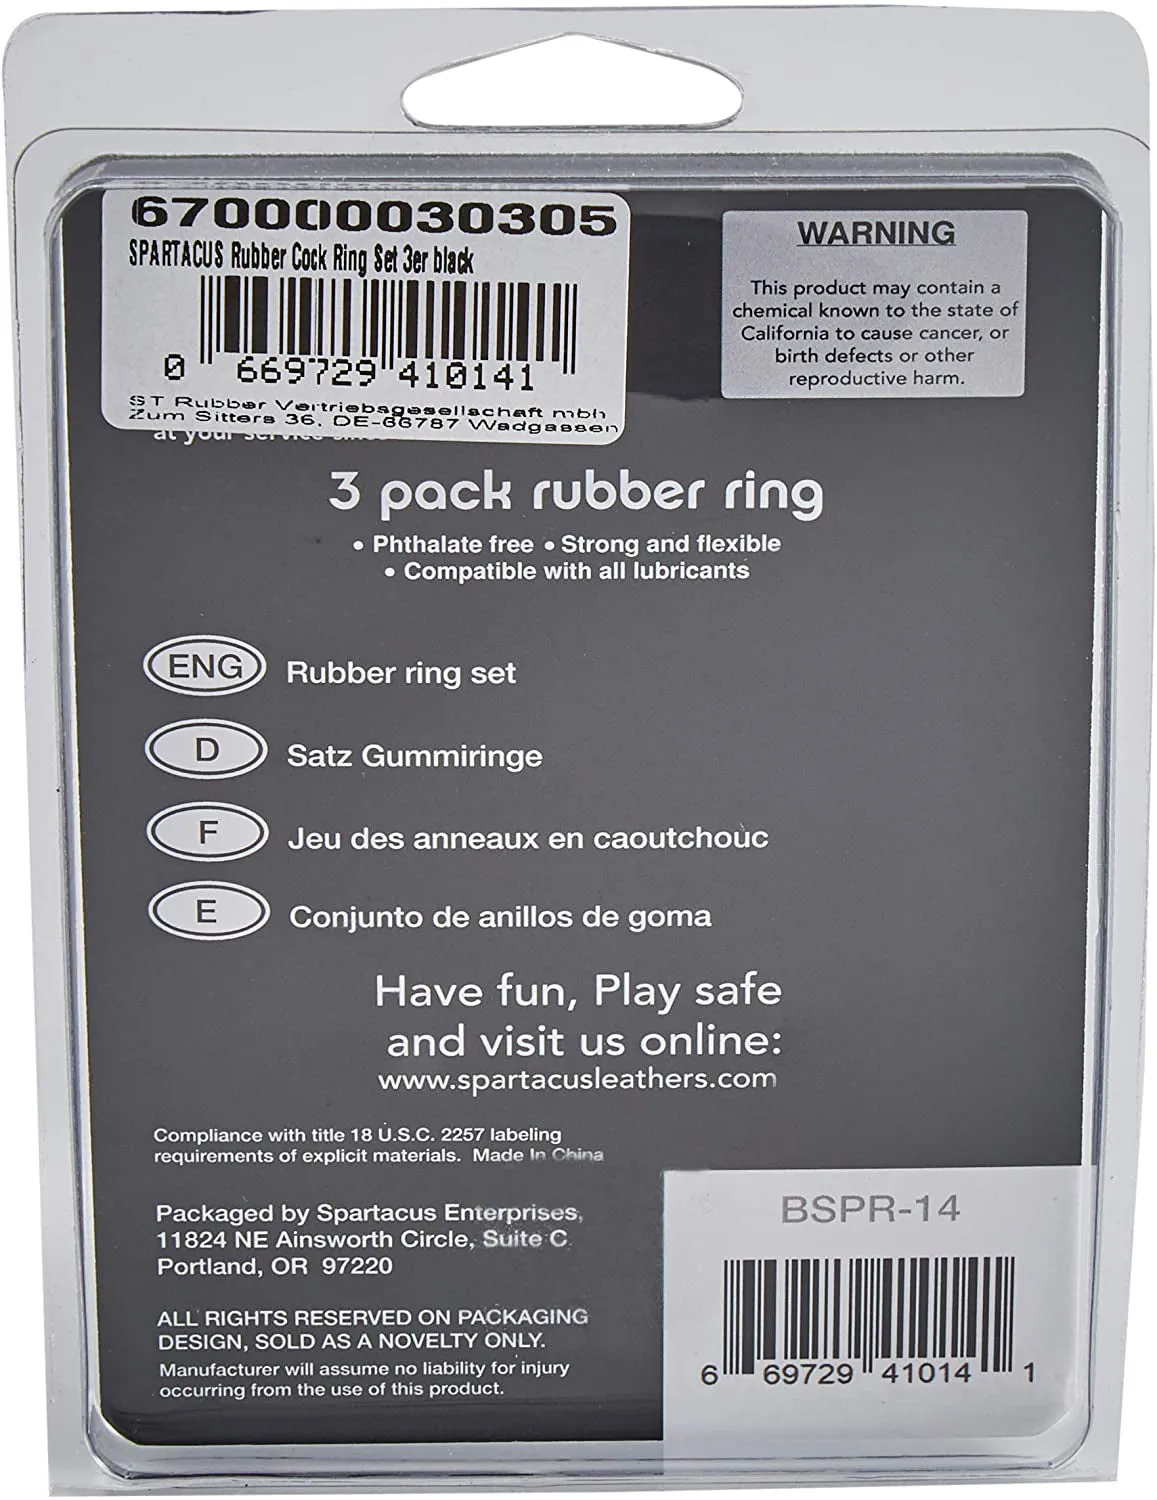 670000030305
SPARTACUS Rubber Cock Ring Set 3er black
0 669729 410141
ST Rubber Vertriebsgesellschaft mbh
Zum Sitters 36, DE-66787 Wadgassen
at your service since
WARNING
This product may contain a
chemical known to the state of
California to cause cancer, or
birth defects or other
reproductive harm.
3 pack rubber ring
• Phthalate free • Strong and flexible
• Compatible with all lubricants
ENG Rubber ring set
D Satz Gummiringe
F Jeu des anneaux en caoutchouc
E Conjunto de anillos de goma
Have fun, Play safe
and visit us online:
www.spartacusleathers.com
Compliance with title 18 U.S.C. 2257 labeling
requirements of explicit materials. Made In China
Packaged by Spartacus Enterprises,
11824 NE Ainsworth Circle, Suite C
Portland, OR 97220
ALL RIGHTS RESERVED ON PACKAGING
DESIGN, SOLD AS A NOVELTY ONLY.
Manufacturer will assume no liability for injury
occurring from the use of this product.
BSPR-14
6 69729 41014 1